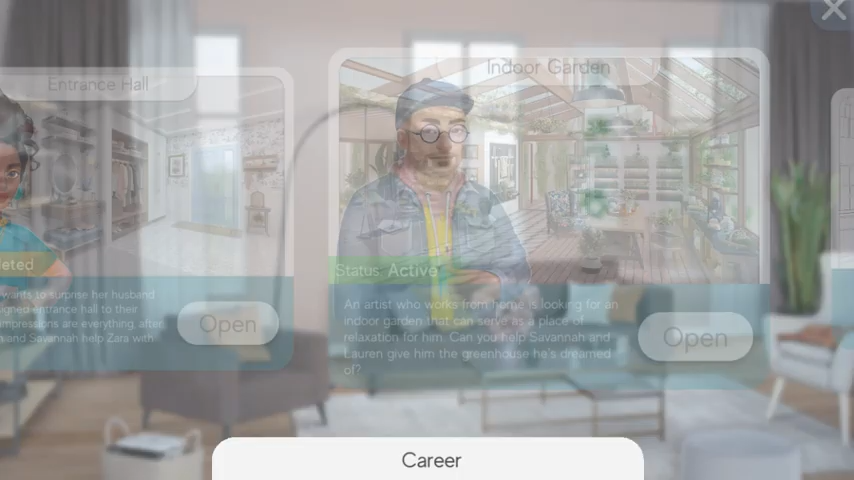 Entrance Hall
Indoor Garden
leted
Status: Active
wants to surprise her husband
igned entrance hall to their
impressions are everything, after
n and Savannah help Zara with
Open
An artist who works from home is looking for an
indoor garden that can serve as a place of
relaxation for him. Can you help Savannah and
Lauren give him the greenhouse he's dreamed
of?
Open
Career